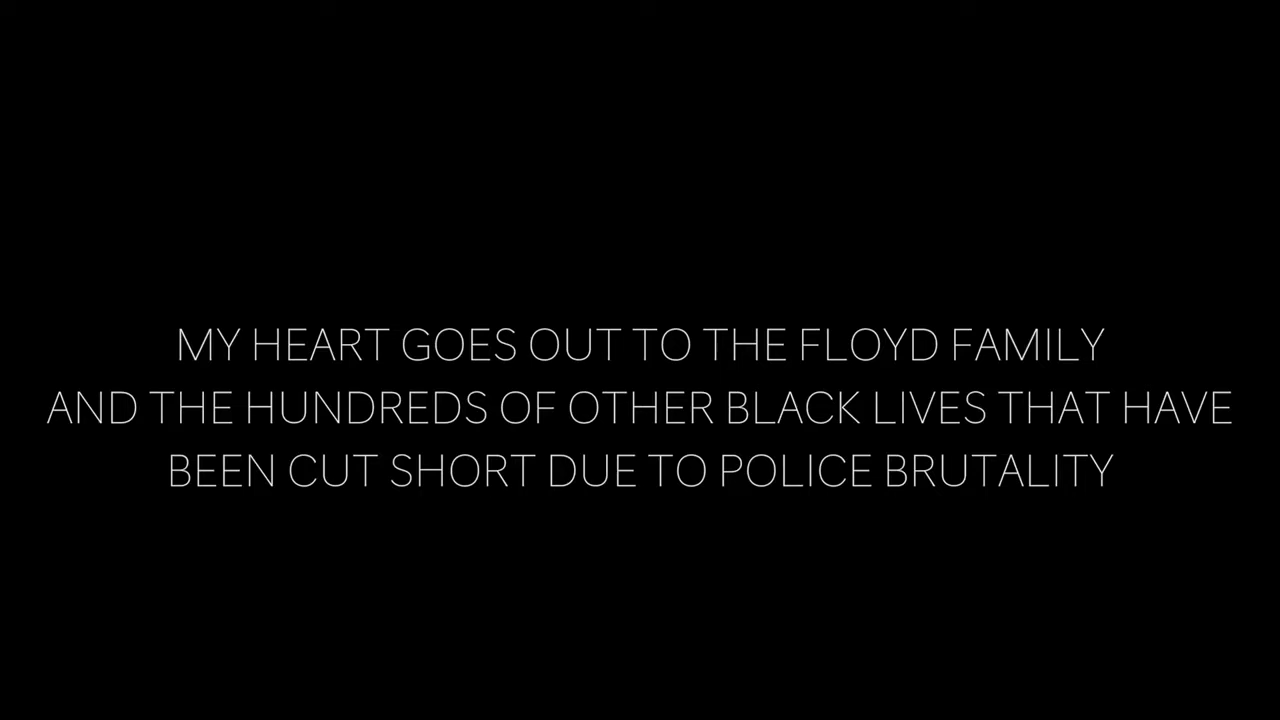 MY HEART GOES OUT TO THE FLOYD FAMILY
AND THE HUNDREDS OF OTHER BLACK LIVES THAT HAVE
BEEN CUT SHORT DUE TO POLICE BRUTALITY